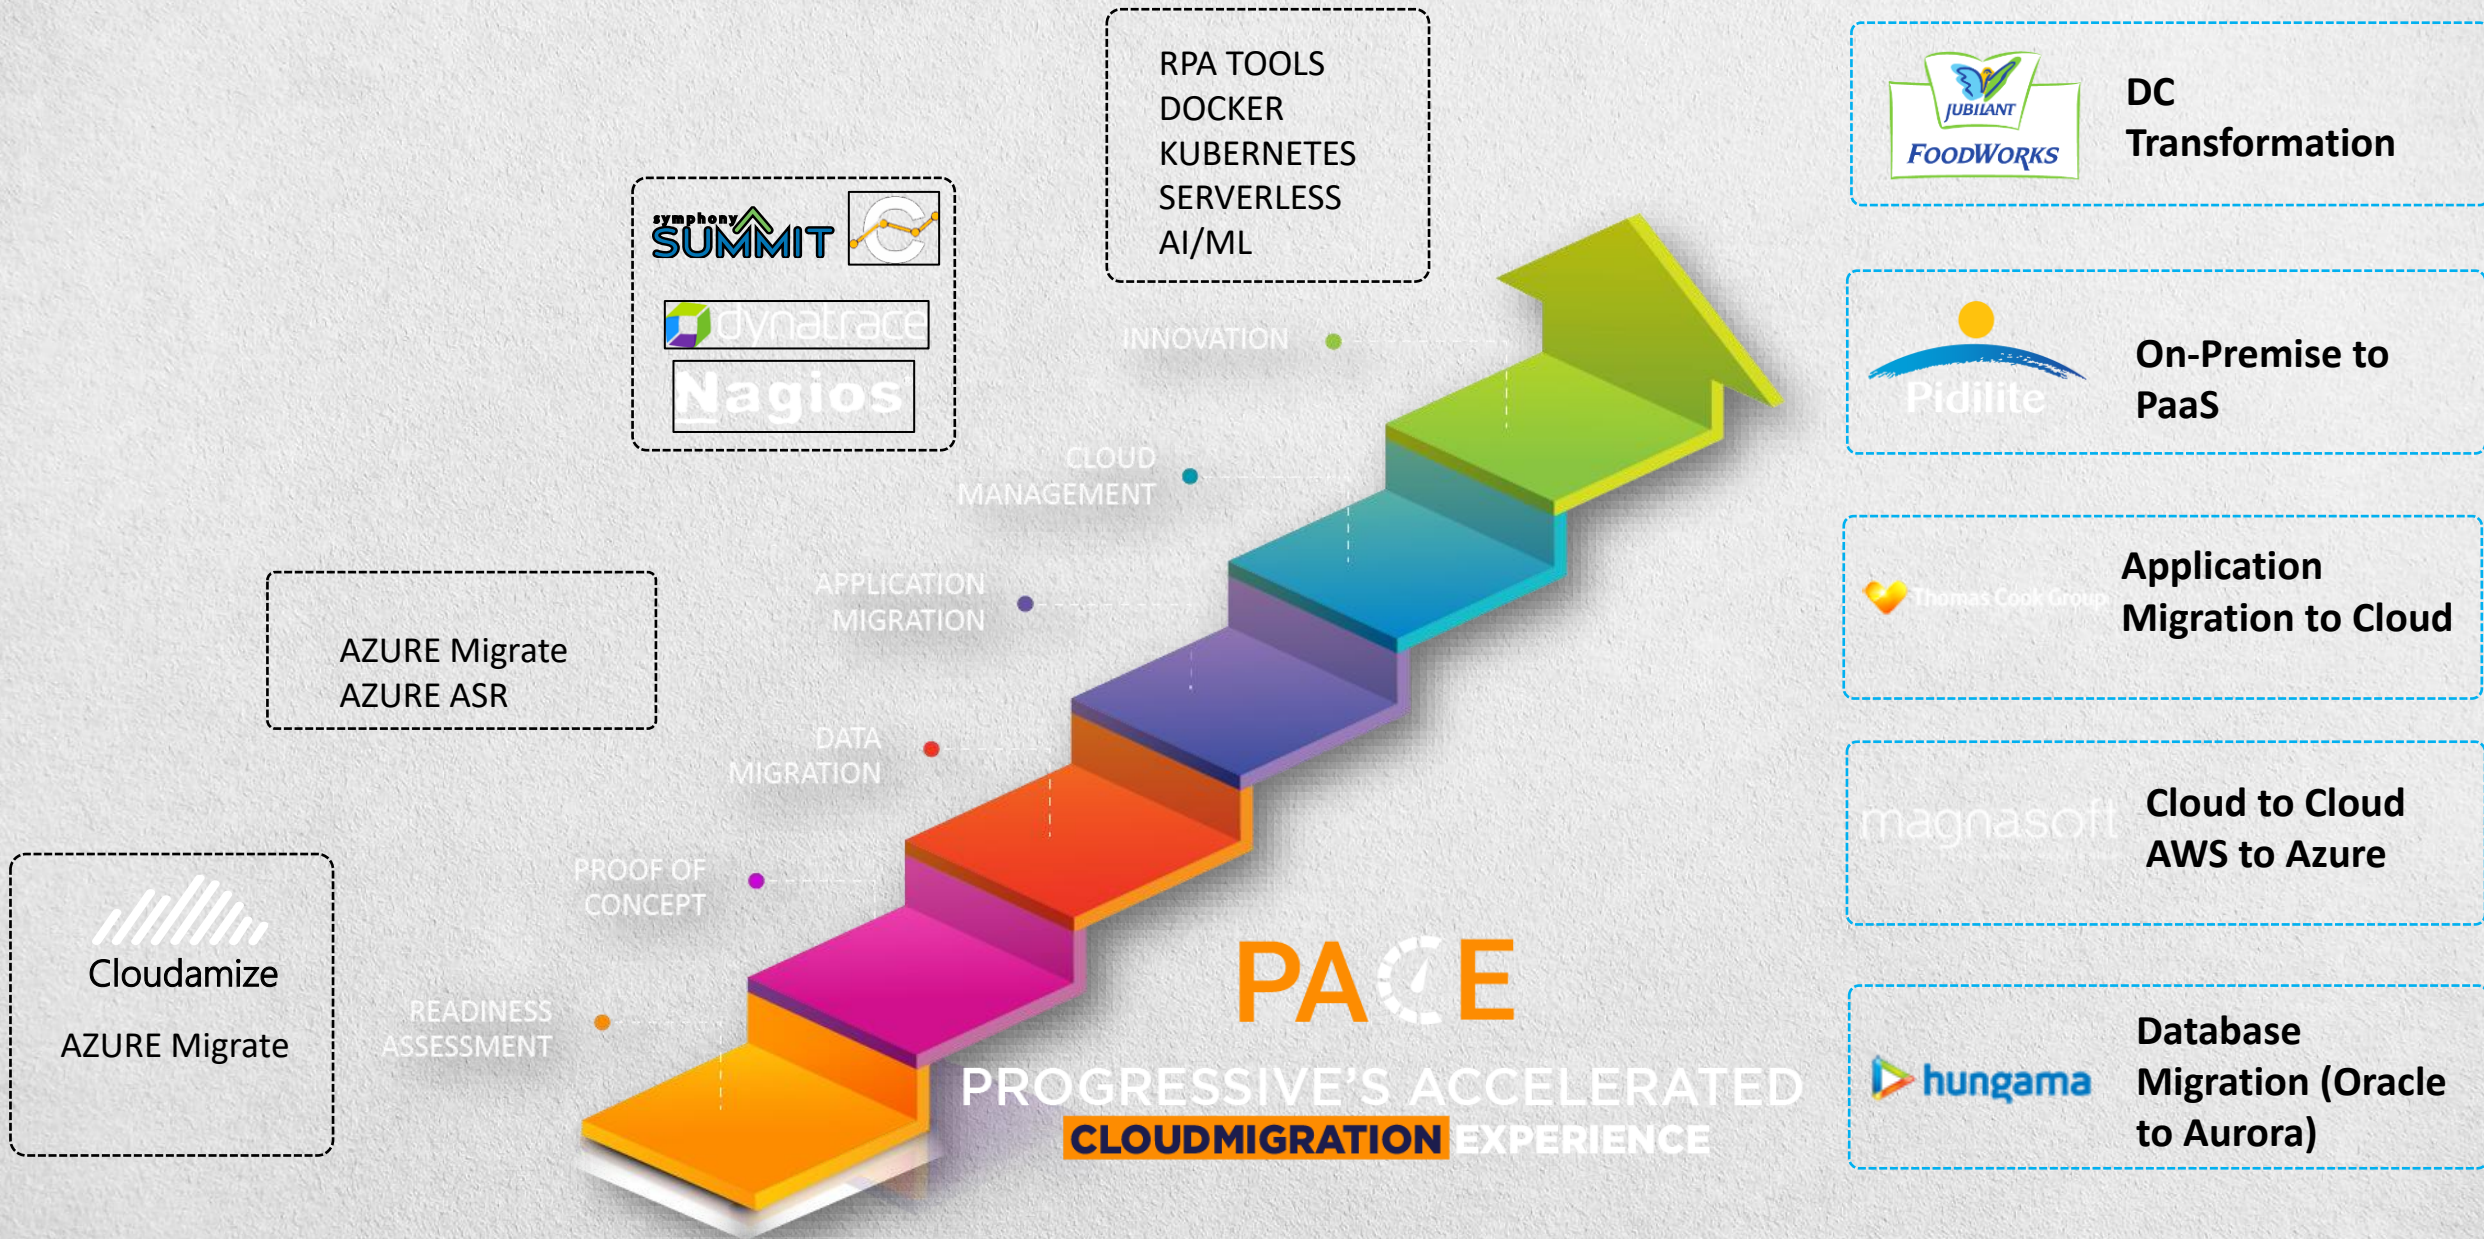 RPA TOOLS
DOCKER
KUBERNETES
SERVERLESS
AI/ML
symphony
SUMMIT
dynatrace
Nagios
INNOVATION
CLOUD
MANAGEMENT
APPLICATION
MIGRATION
AZURE Migrate
AZURE ASR
DATA
MIGRATION
PROOF OF
CONCEPT
Cloudamize
AZURE Migrate
READINESS
ASSESSMENT
PACE
PROGRESSIVE'S ACCELERATED
CLOUDMIGRATION EXPERIENCE
JUBILANT
FOODWORKS
DC
Transformation
Pidilite
On-Premise to
PaaS
Thomas Cook Group
Application
Migration to Cloud
magnasoft
Cloud to Cloud
AWS to Azure
hungama
Database
Migration (Oracle
to Aurora)